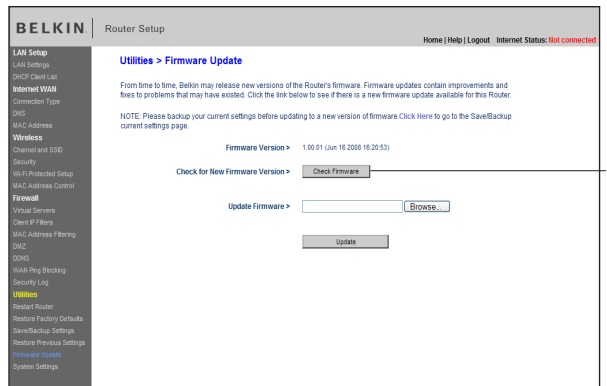 BELKIN.
Router Setup
Home | Help | Logout Internet Status: Not connected
LAN Setup
LAN Settings
DHCP Client List
Internet WAN
Connection Type
DNS
MAC Address
Wireless
Channel and SSID
Security
Wi-Fi Protected Setup
MAC Address Control
Firewall
Virtual Servers
Client IP Filters
MAC Address Filtering
DMZ
DDNS
WAN Ping Blocking
Security Log
Utilities
Restart Router
Restore Factory Defaults
Save/Backup Settings
Restore Previous Settings
Firmware Update
System Settings
Utilities > Firmware Update
From time to time, Belkin may release new versions of the Router's firmware. Firmware updates contain improvements and
fixes to problems that may have existed. Click the link below to see if there is a new firmware update available for this Router.
NOTE: Please backup your current settings before updating to a new version of firmware.Click Here to go to the Save/Backup
current settings page.
Firmware Version > 1.00.01 (Jun 16 2008 16:20:53)
Check for New Firmware Version > Check Firmware
Update Firmware > Browse...
Update